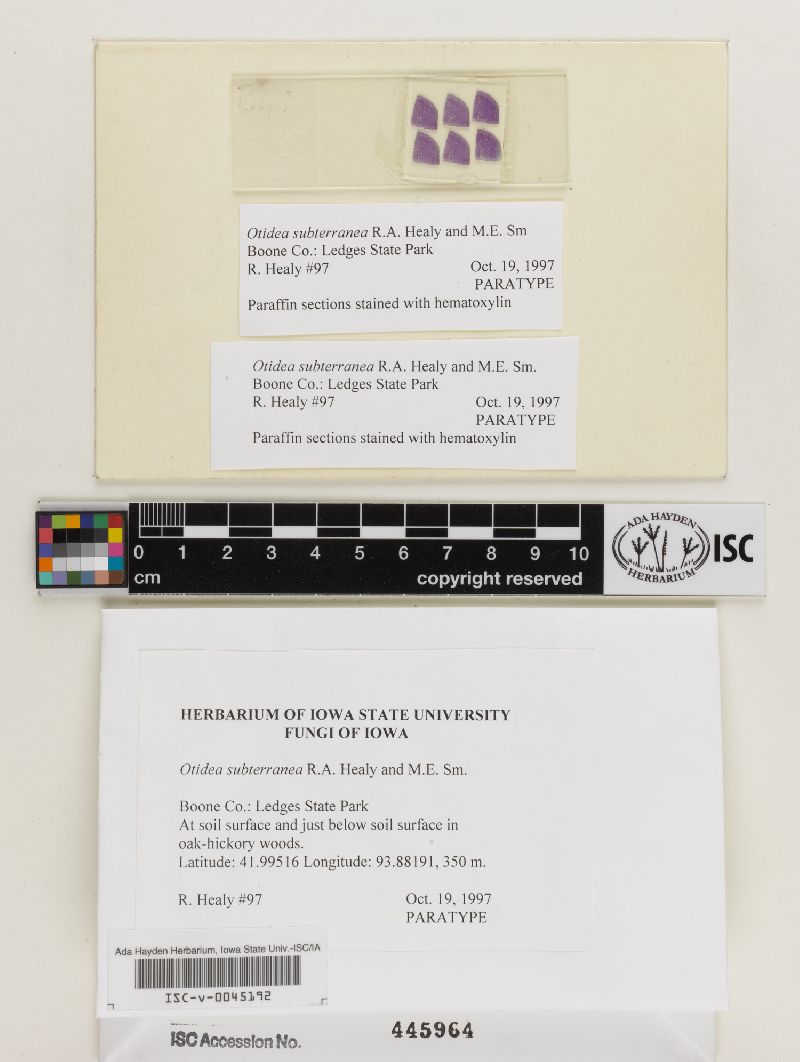 Otidea subterranea R.A. Healy and M.E. Sm
Boone Co.: Ledges State Park
R. Healy #97 Oct. 19, 1997
PARATYPE
Paraffin sections stained with hematoxylin
Otidea subterranea R.A. Healy and M.E. Sm.
Boone Co.: Ledges State Park
R. Healy #97 Oct. 19, 1997
PARATYPE
Paraffin sections stained with hematoxylin
0 1 2 3 4 5 6 7 8 9 10
cm copyright reserved
ADA HAYDEN
HERBARIUM
ISC
HERBARIUM OF IOWA STATE UNIVERSITY
FUNGI OF IOWA
Otidea subterranea R.A. Healy and M.E. Sm.
Boone Co.: Ledges State Park
At soil surface and just below soil surface in
oak-hickory woods.
Latitude: 41.99516 Longitude: 93.88191, 350 m.
R. Healy #97 Oct. 19, 1997
PARATYPE
Ada Hayden Herbarium, Iowa State Univ.-ISC/IA
ISC-v-0045192
ISC Accession No. 445964